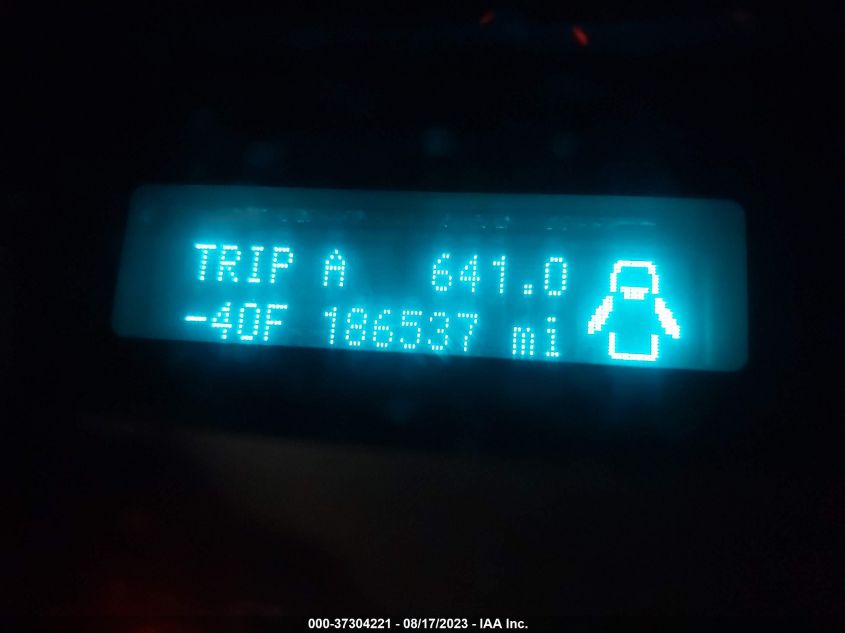 TRIP A 641.0
-40F 186537 mi
000-37304221 - 08/17/2023 - IAA Inc.